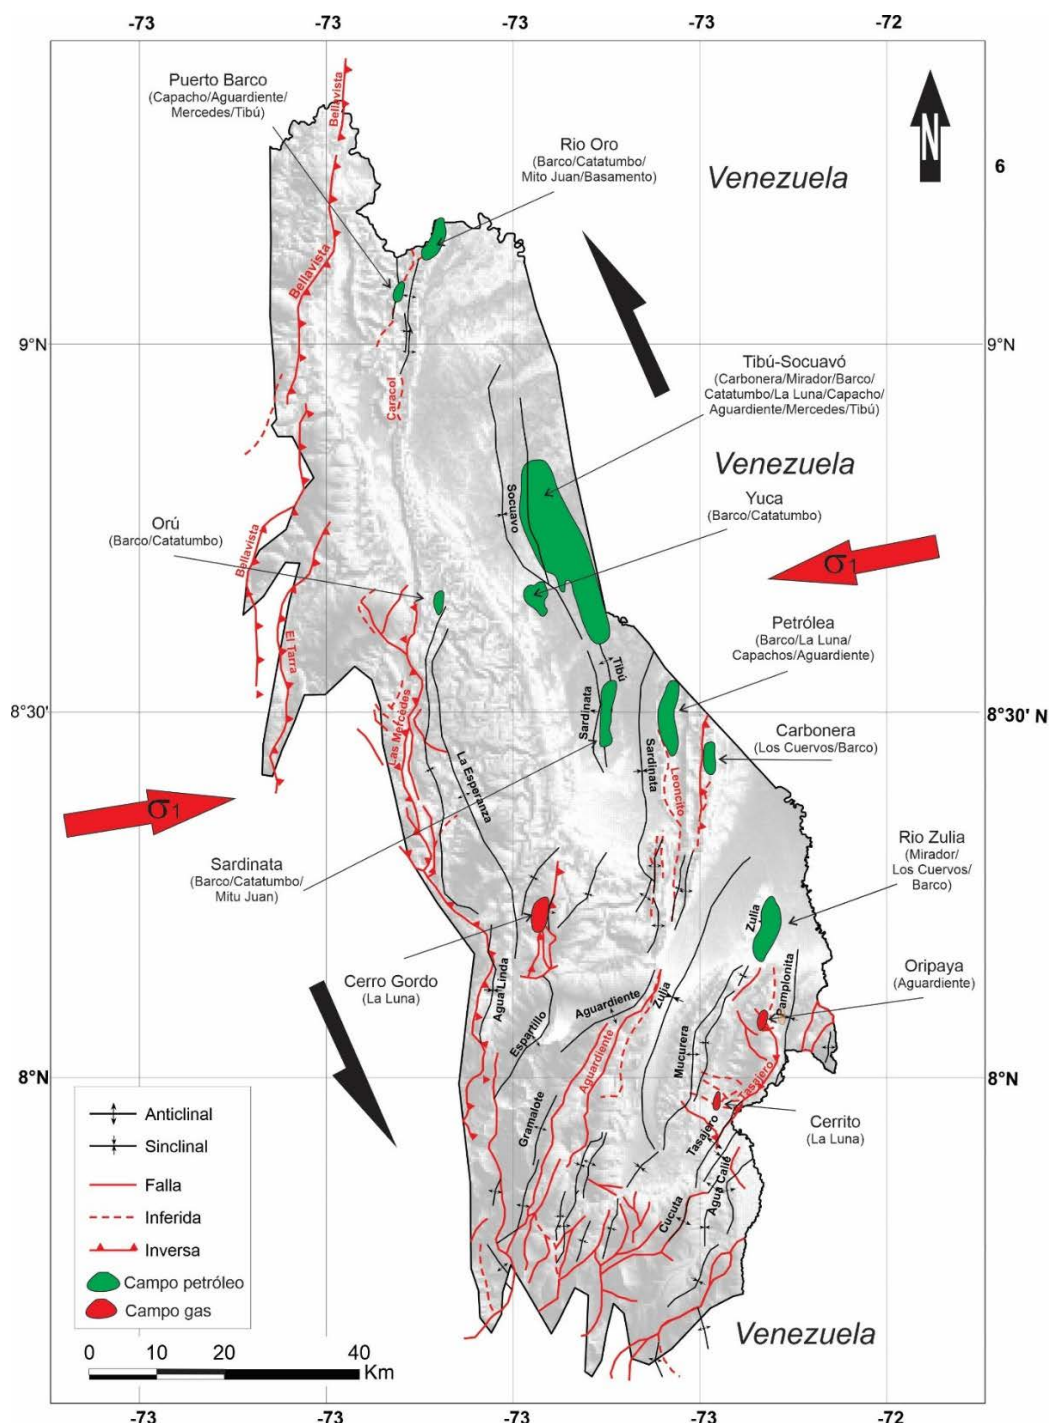 -73
-73
-73
-73
-72
Bellavista
Puerto Barco
(Capacho/Aguardiente/
Mercedes/Tibú)
N
Rio Oro
(Barco/Catatumbo/
Mito Juan/Basamento)
6
Venezuela
Bellavista
9°N
9°N
Tibú-Socuavó
(Carbonera/Mirador/Barco/
Catatumbo/La Luna/Capacho/
Aguardiente/Mercedes/Tibú)
Caracol
Venezuela
Yuca
(Barco/Catatumbo)
Socuavo
Orú
(Barco/Catatumbo)
Bellavista
σ1
El Tarra
Petrólea
(Barco/La Luna/
Capachos/Aguardiente)
Tibú
8°30'
8°30' N
Sardinata
Las Mercedes
Sardinata
Carbonera
(Los Cuervos/Barco)
La Esperanza
Leoncito
σ1
Rio Zulia
(Mirador/
Los Cuervos/
Barco)
Sardinata
(Barco/Catatumbo/
Mitu Juan)
Zulia
Cerro Gordo
(La Luna)
Agua Linda
Pamplonita
Oripaya
(Aguardiente)
Aguardiente
Zulia
Espartillo
Mucurera
Aguardiente
Tasajero
8°N
8°N
Gramalote
Cerrito
(La Luna)
Tasajero
Agua Calie
Cucuta
Anticlinal
Sinclinal
Falla
Inferida
Inversa
Campo petróleo
Campo gas
Venezuela
0
10
20
40
Km
-73
-73
-73
-73
-72